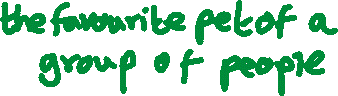 the favourite pet of a
group of people